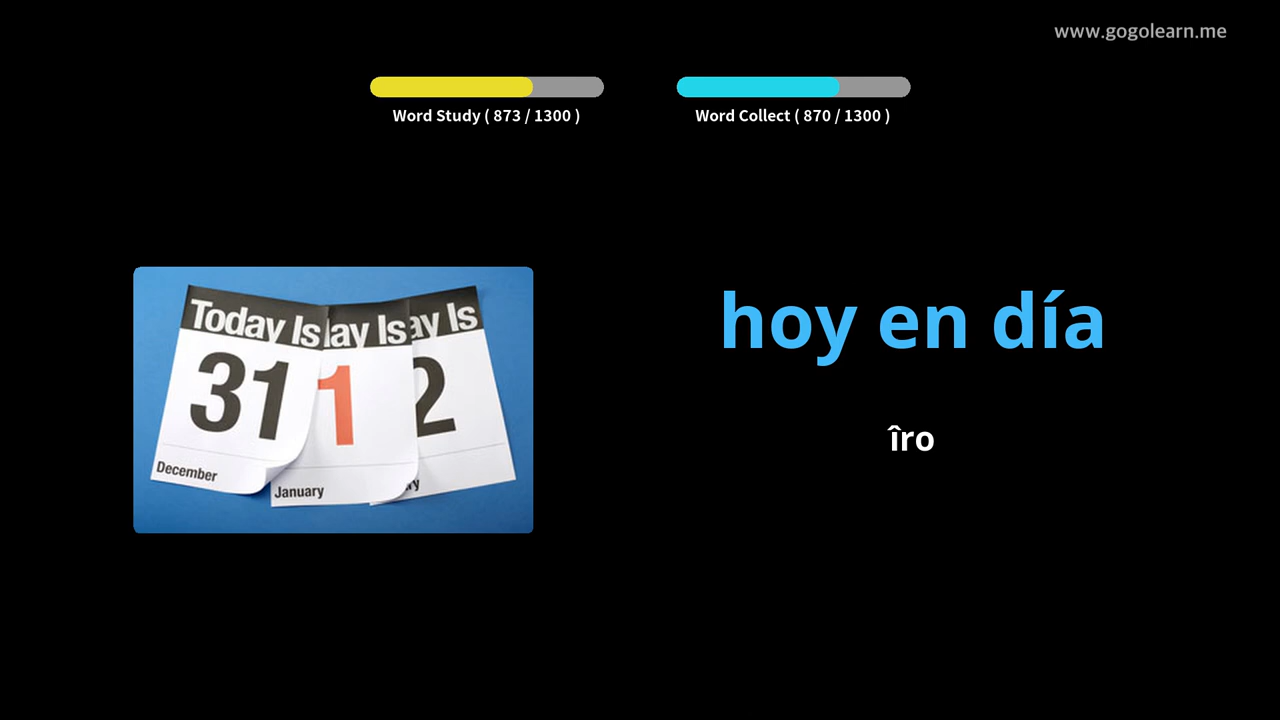 www.gogolearn.me
Word Study ( 873 / 1300 )
Word Collect ( 870 / 1300 )
Today Is
31
December
ay Is
1
January
ay Is
2
hoy en día
îro